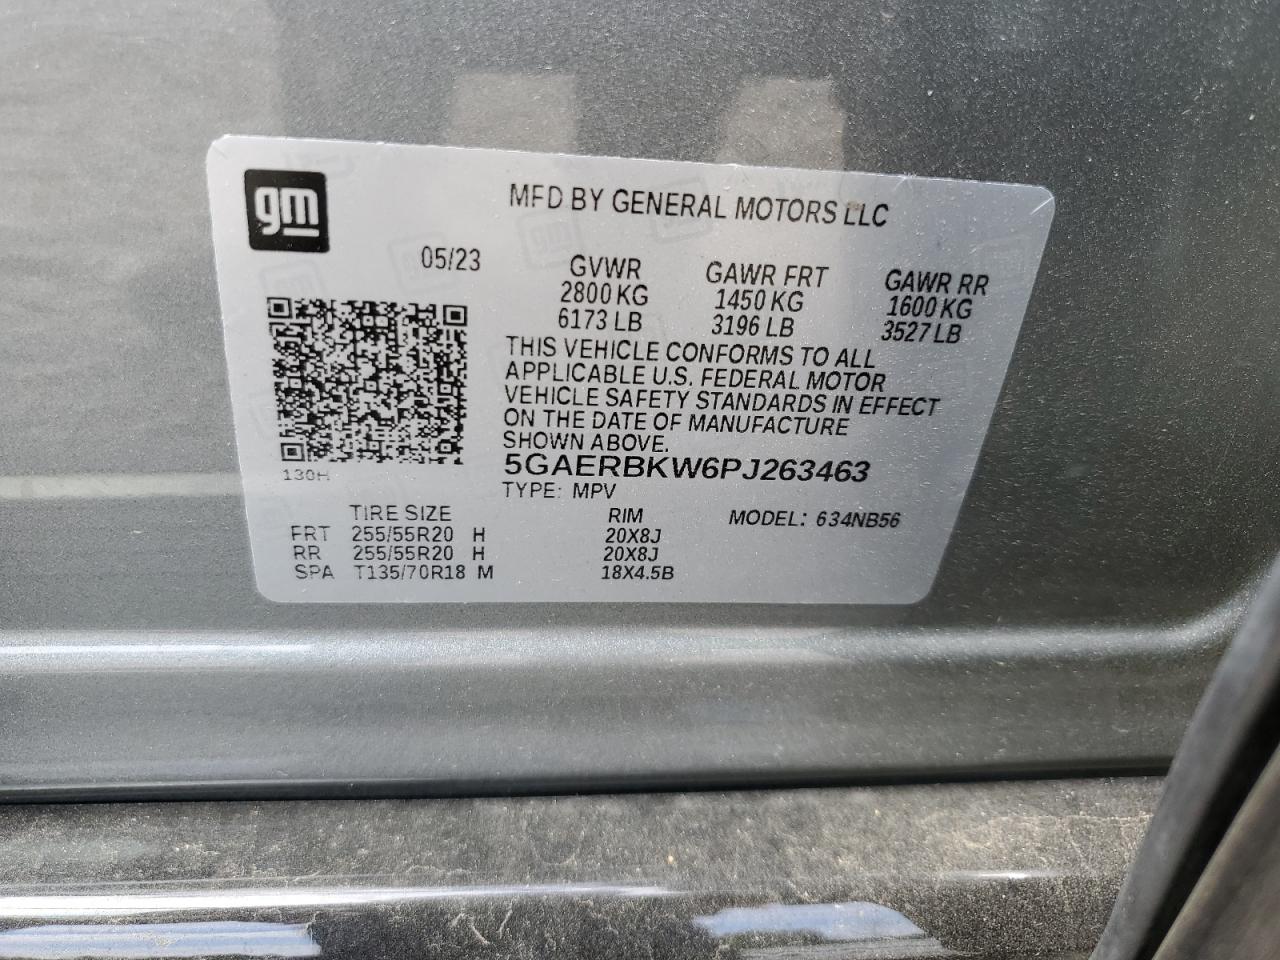 gm
MFD BY GENERAL MOTORS LLC
05/23
GVWR GAWR FRT GAWR RR
2800 KG 1450 KG 1600 KG
6173 LB 3196 LB 3527 LB
THIS VEHICLE CONFORMS TO ALL
APPLICABLE U.S. FEDERAL MOTOR
VEHICLE SAFETY STANDARDS IN EFFECT
ON THE DATE OF MANUFACTURE
SHOWN ABOVE.
5GAERBKW6PJ263463
130H
TYPE: MPV
TIRE SIZE RIM MODEL: 634NB56
FRT 255/55R20 H 20X8J
RR 255/55R20 H 20X8J
SPA T135/70R18 M 18X4.5B